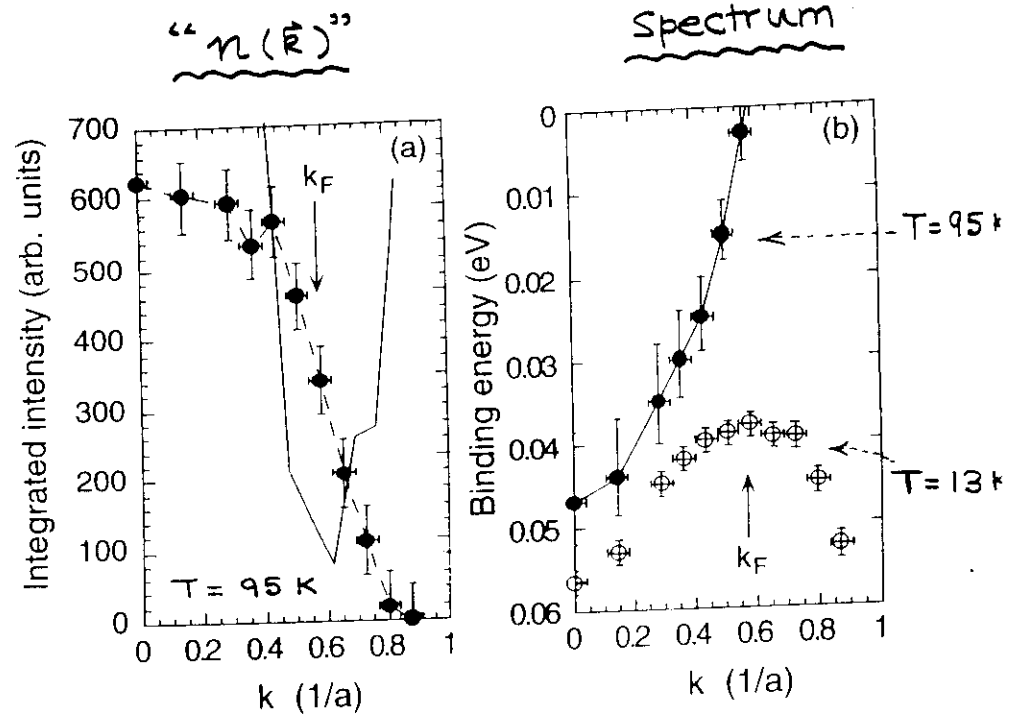 “n(k⃗)”
Spectrum
(a)
700
600
500
400
300
200
100
0
Integrated intensity (arb. units)
k_F
T = 95 K
0 0.2 0.4 0.6 0.8 1
k (1/a)
(b)
0
0.01
0.02
0.03
0.04
0.05
0.06
Binding energy (eV)
T=95 K
T=13 K
k_F
0 0.2 0.4 0.6 0.8 1
k (1/a)